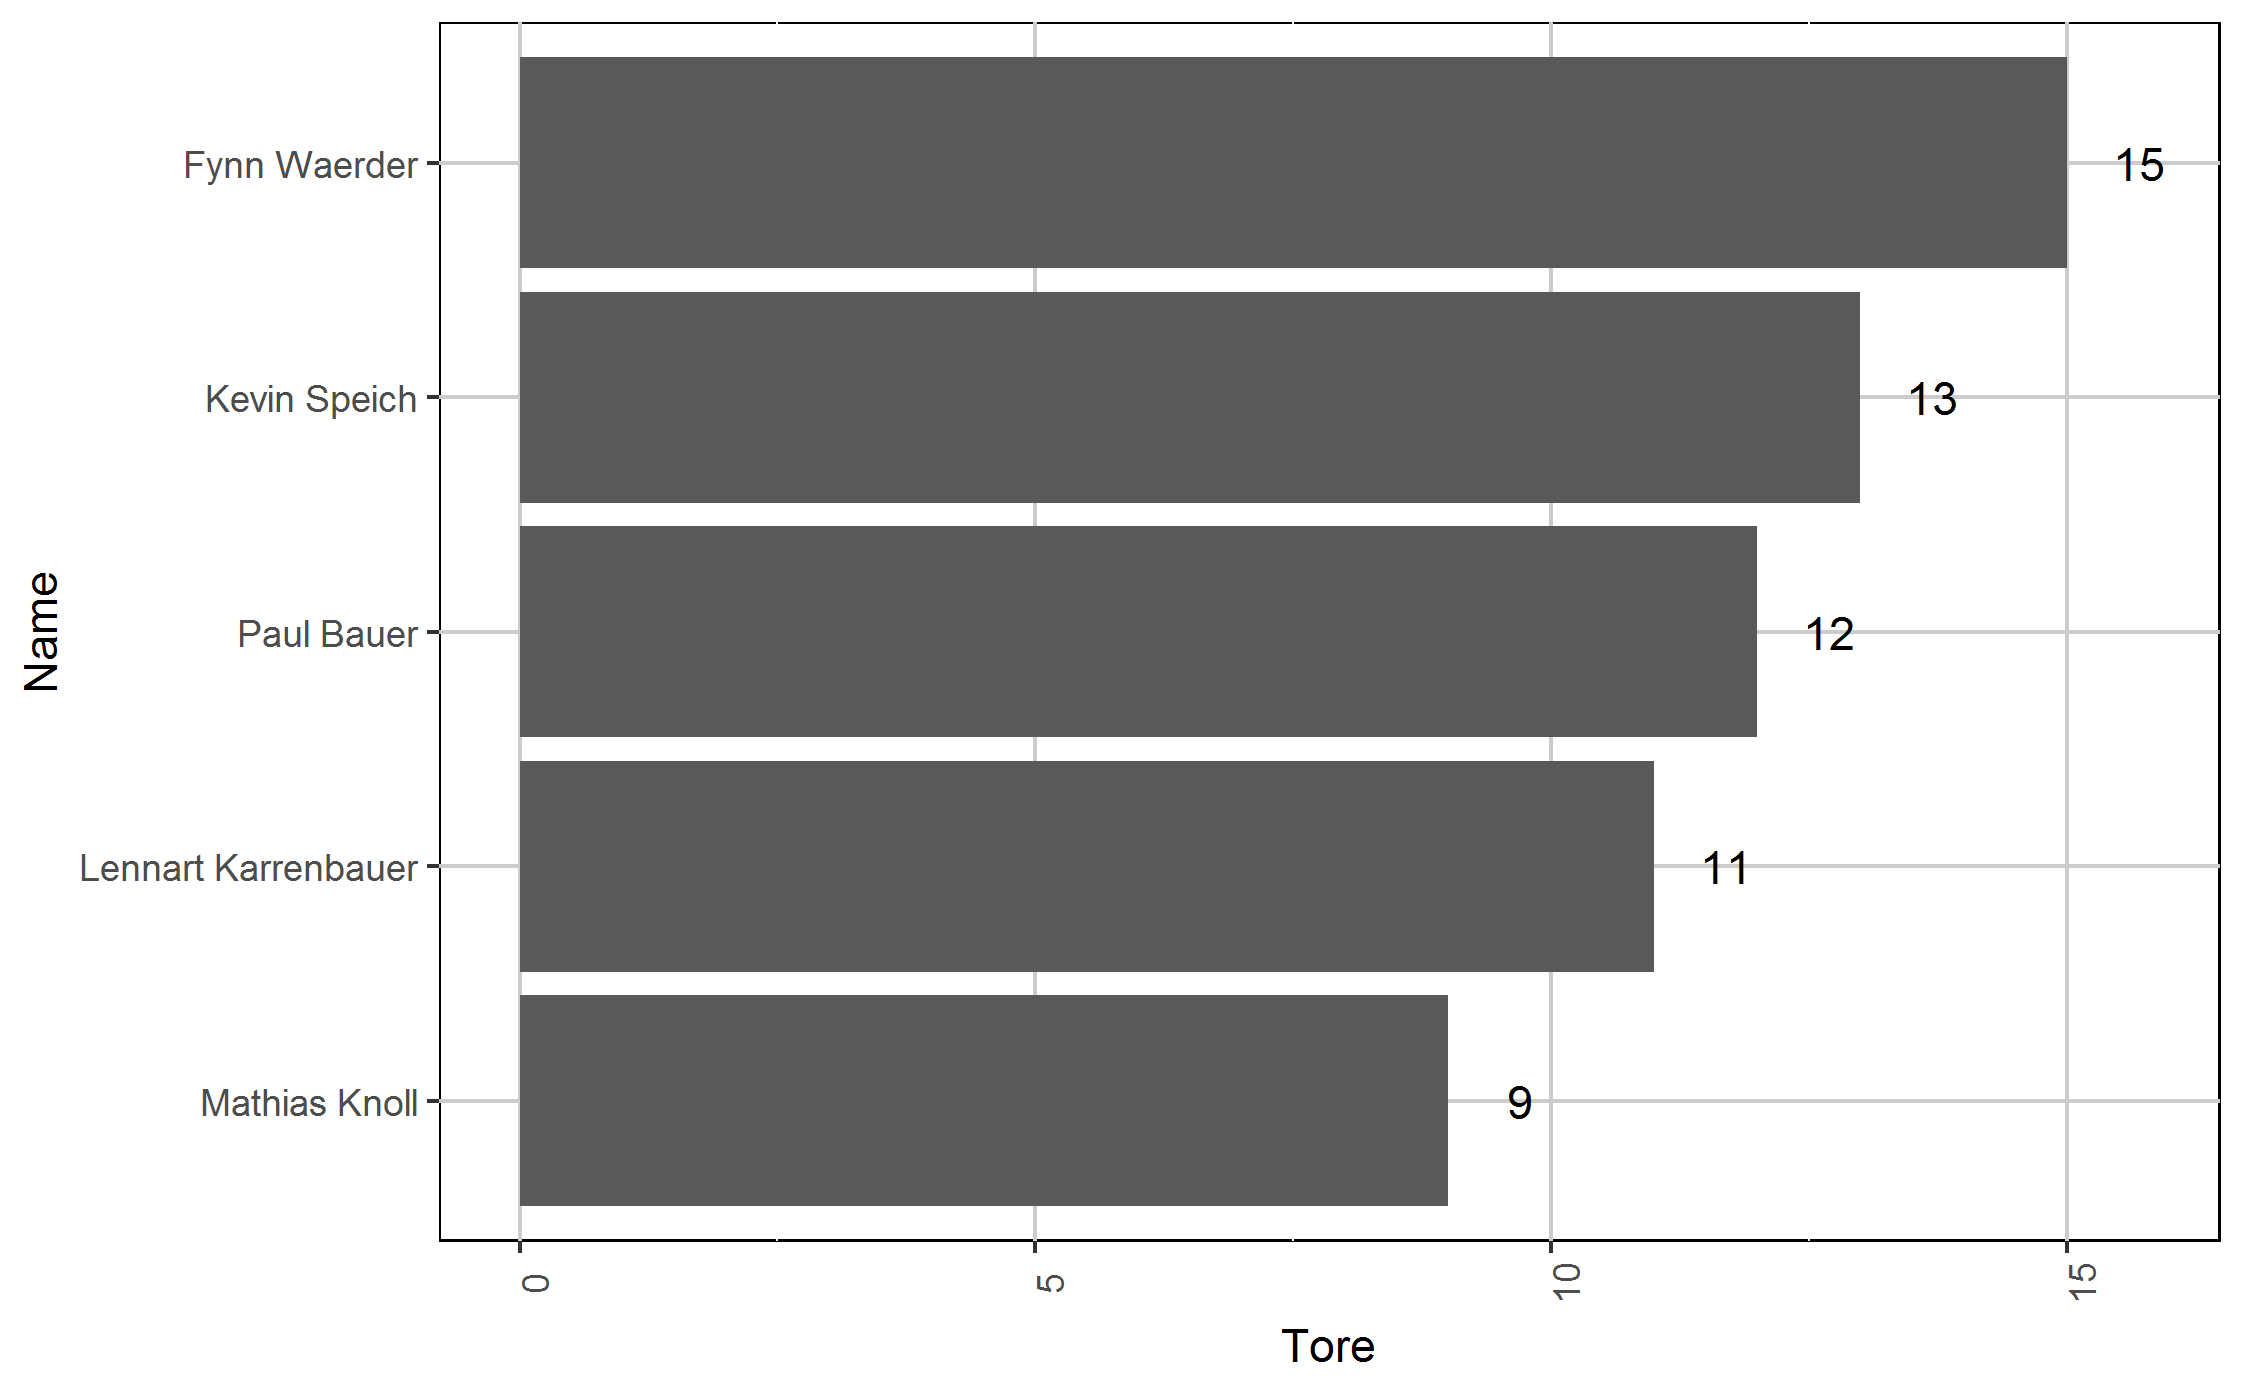 Name
Fynn Waerder 15
Kevin Speich 13
Paul Bauer 12
Lennart Karrenbauer 11
Mathias Knoll 9
0 5 10 15
Tore